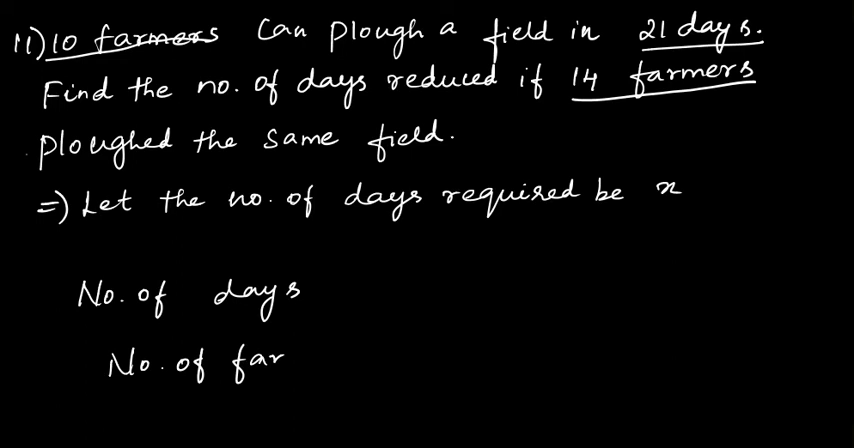 11) 10 farmers Can plough a field in 21 days.
Find the no. of days reduced if 14 farmers
ploughed the same field.
=) Let the no. of days required be x
No. of days
No. of far